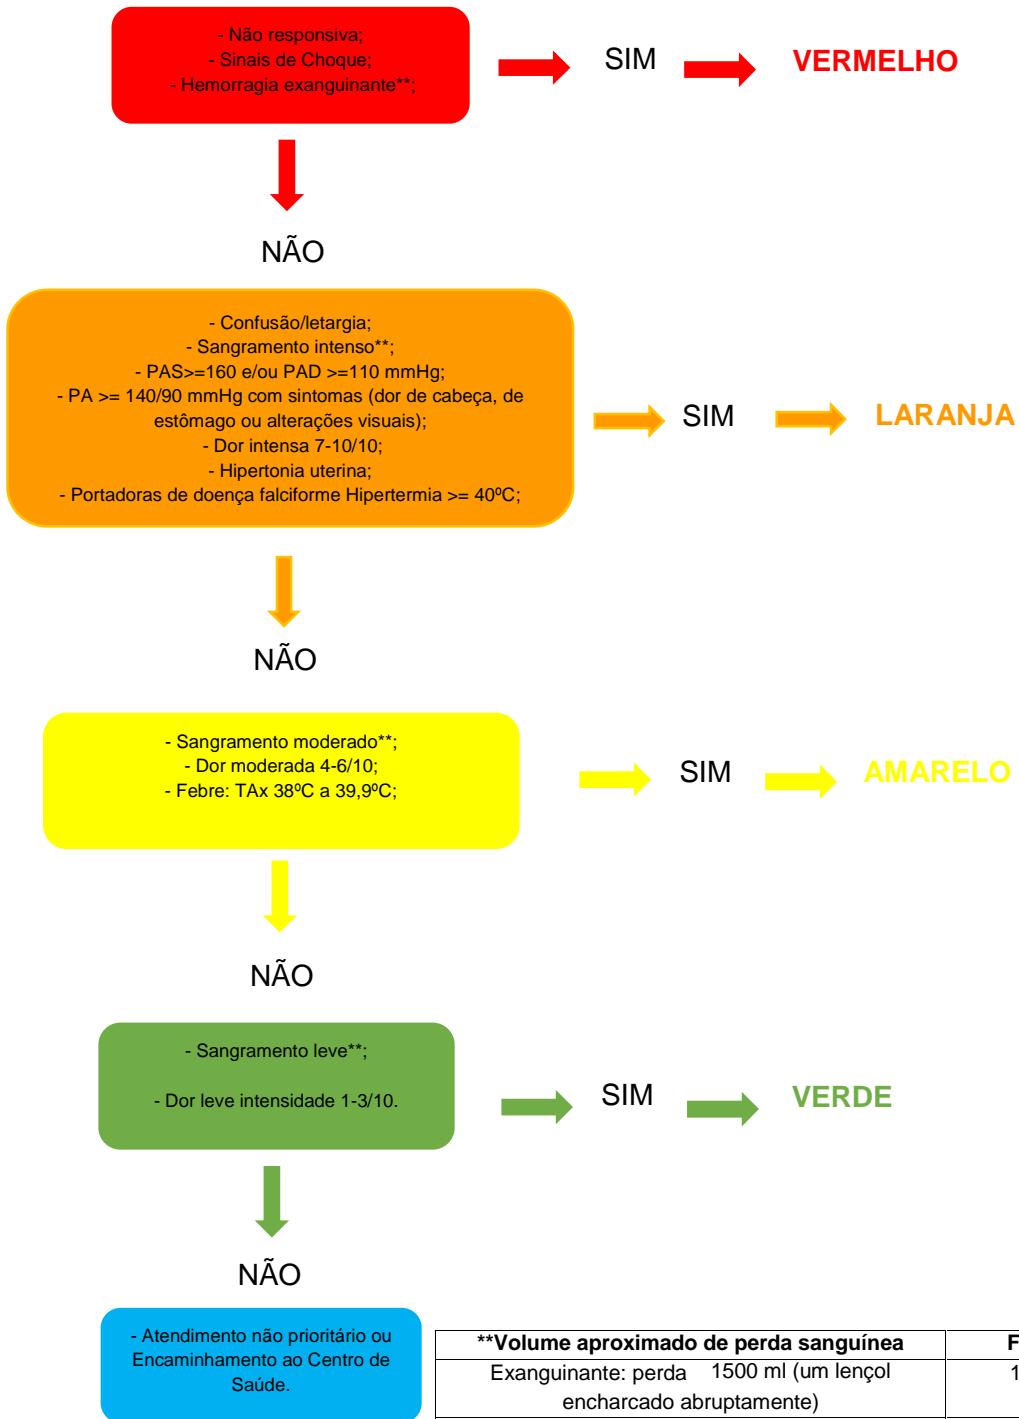 - Não responsiva;
- Sinais de Choque;
- Hemorragia exanguinante**;
SIM
VERMELHO
NÃO
- Confusão/letargia;
- Sangramento intenso**;
- PAS>=160 e/ou PAD >=110 mmHg;
- PA >= 140/90 mmHg com sintomas (dor de cabeça, de
estômago ou alterações visuais);
- Dor intensa 7-10/10;
- Hipertonia uterina;
- Portadoras de doença falciforme Hipertermia >= 40ºC;
SIM
LARANJA
NÃO
- Sangramento moderado**;
- Dor moderada 4-6/10;
- Febre: TAx 38ºC a 39,9ºC;
SIM
AMARELO
NÃO
- Sangramento leve**;
- Dor leve intensidade 1-3/10.
SIM
VERDE
NÃO
- Atendimento não prioritário ou
Encaminhamento ao Centro de
Saúde.
**Volume aproximado de perda sanguínea
F
Exanguinante: perda 1500 ml (um lençol
encharcado abruptamente)
1